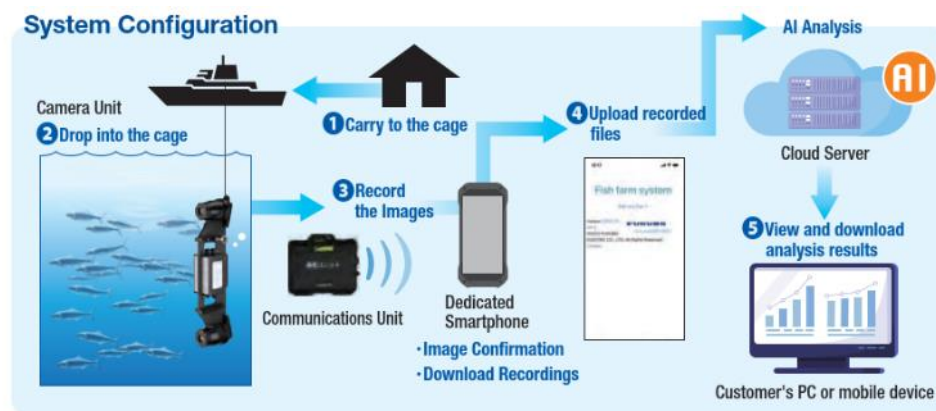 System Configuration
Camera Unit
2 Drop into the cage
1 Carry to the cage
3 Record
the Images
Communications Unit
Dedicated
Smartphone
·Image Confirmation
·Download Recordings
4 Upload recorded
files
Fish farm system
FURUNO
AI Analysis
AI
Cloud Server
5 View and download
analysis results
Customer's PC or mobile device